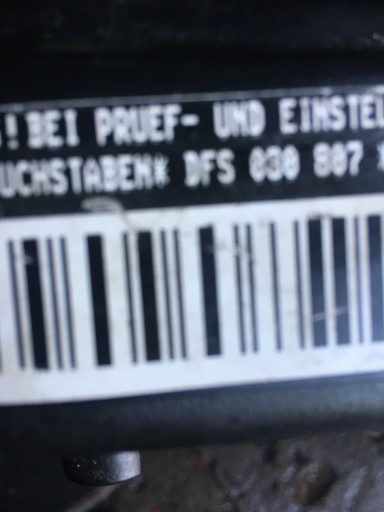 ! BEI PRUEF- UND EINSTEL
UCHSTABEN* DFS 030 807 *